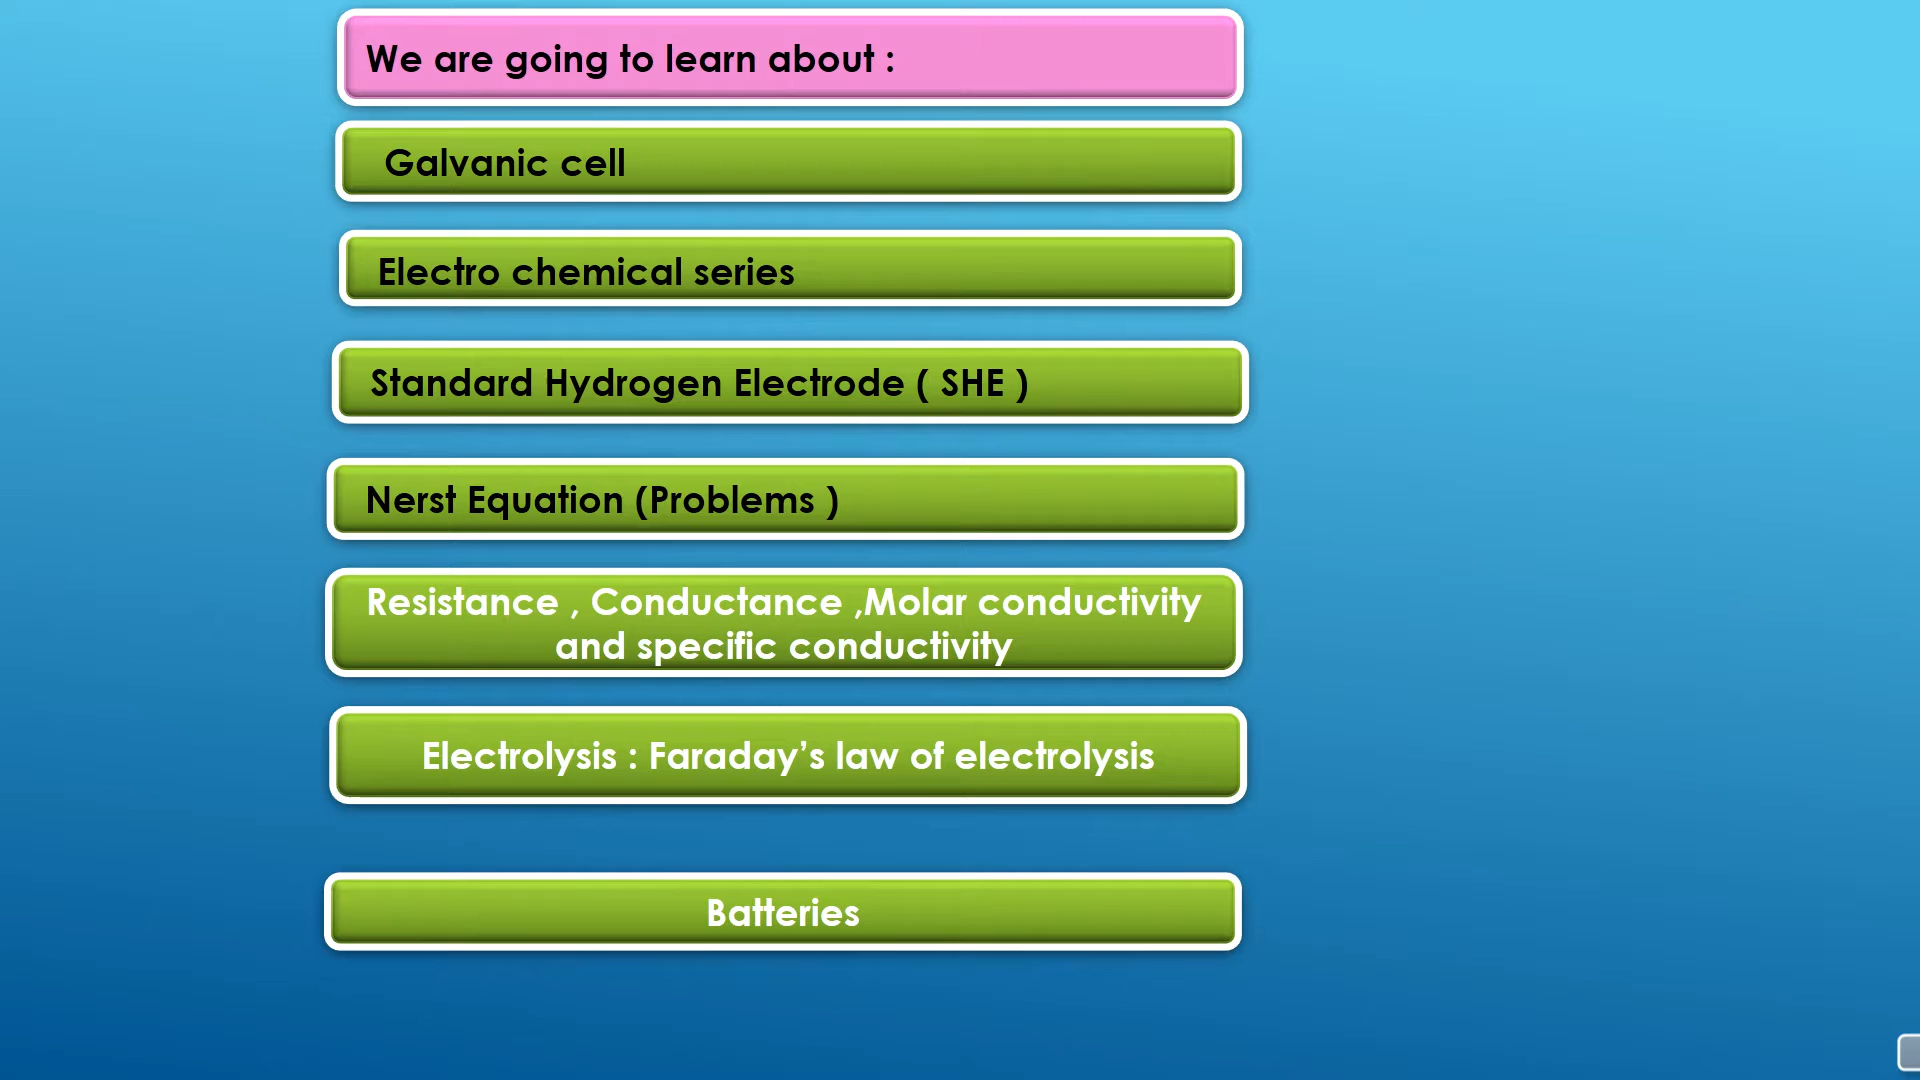 We are going to learn about :
Galvanic cell
Electro chemical series
Standard Hydrogen Electrode ( SHE )
Nerst Equation (Problems )
Resistance , Conductance ,Molar conductivity
and specific conductivity
Electrolysis : Faraday’s law of electrolysis
Batteries